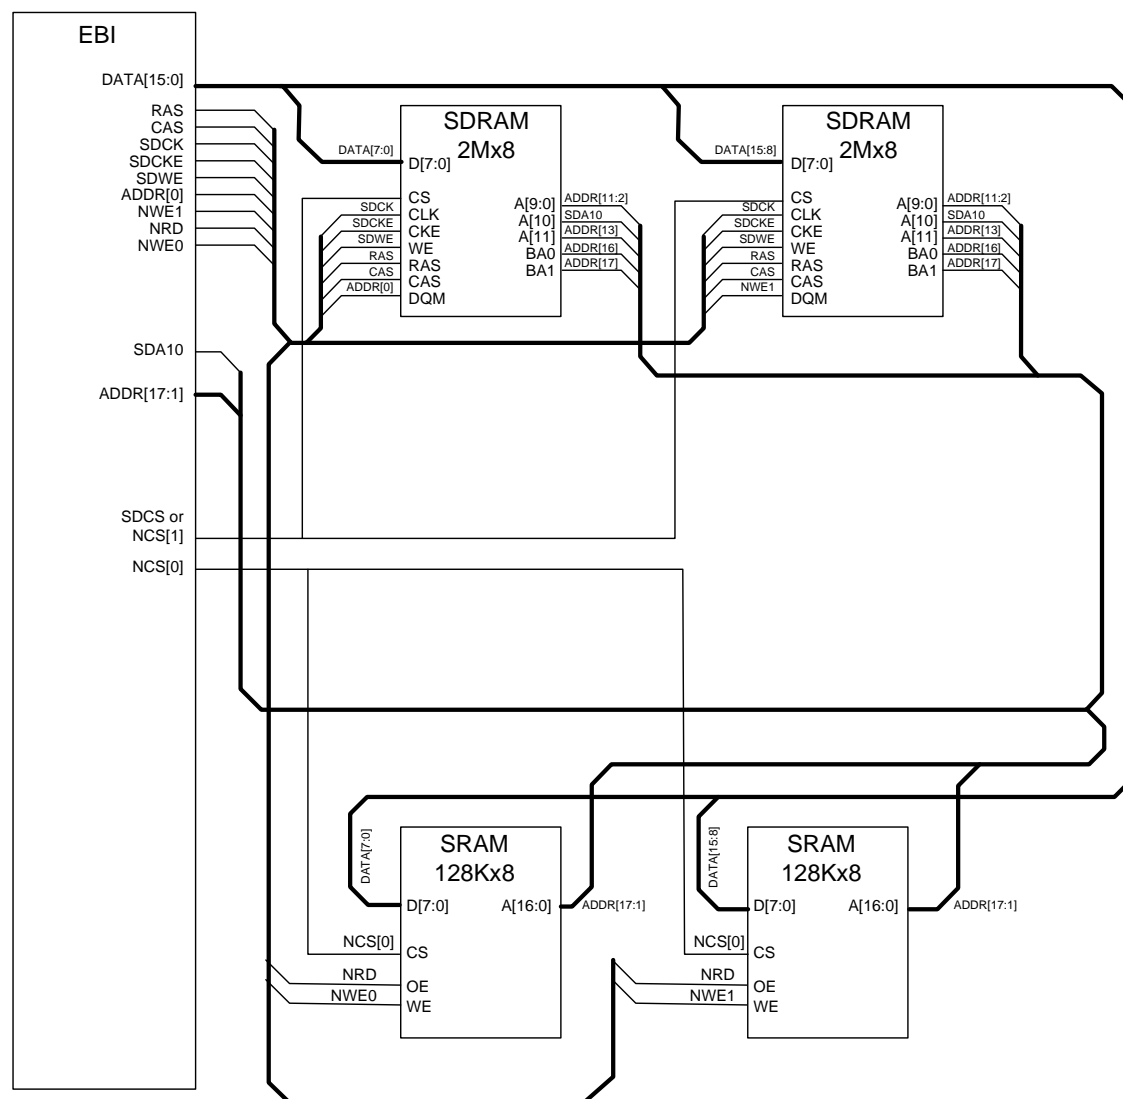 EBI
DATA[15:0]
RAS
CAS
SDCK
SDCKE
SDWE
ADDR[0]
NWE1
NRD
NWE0
SDA10
ADDR[17:1]
SDCS or
NCS[1]
NCS[0]
SDRAM
2Mx8
DATA[7:0]
D[7:0]
CS
SDCK
CLK
SDCKE
CKE
SDWE
WE
RAS
RAS
CAS
CAS
ADDR[0]
DQM
A[9:0]
ADDR[11:2]
A[10]
SDA10
A[11]
ADDR[13]
BA0
ADDR[16]
BA1
ADDR[17]
SDRAM
2Mx8
DATA[15:8]
D[7:0]
CS
SDCK
CLK
SDCKE
CKE
SDWE
WE
RAS
RAS
CAS
CAS
NWE1
DQM
A[9:0]
ADDR[11:2]
A[10]
SDA10
A[11]
ADDR[13]
BA0
ADDR[16]
BA1
ADDR[17]
SRAM
128Kx8
DATA[7:0]
D[7:0]
A[16:0]
ADDR[17:1]
NCS[0]
CS
NRD
OE
NWE0
WE
SRAM
128Kx8
DATA[15:8]
D[7:0]
A[16:0]
ADDR[17:1]
NCS[0]
CS
NRD
OE
NWE1
WE